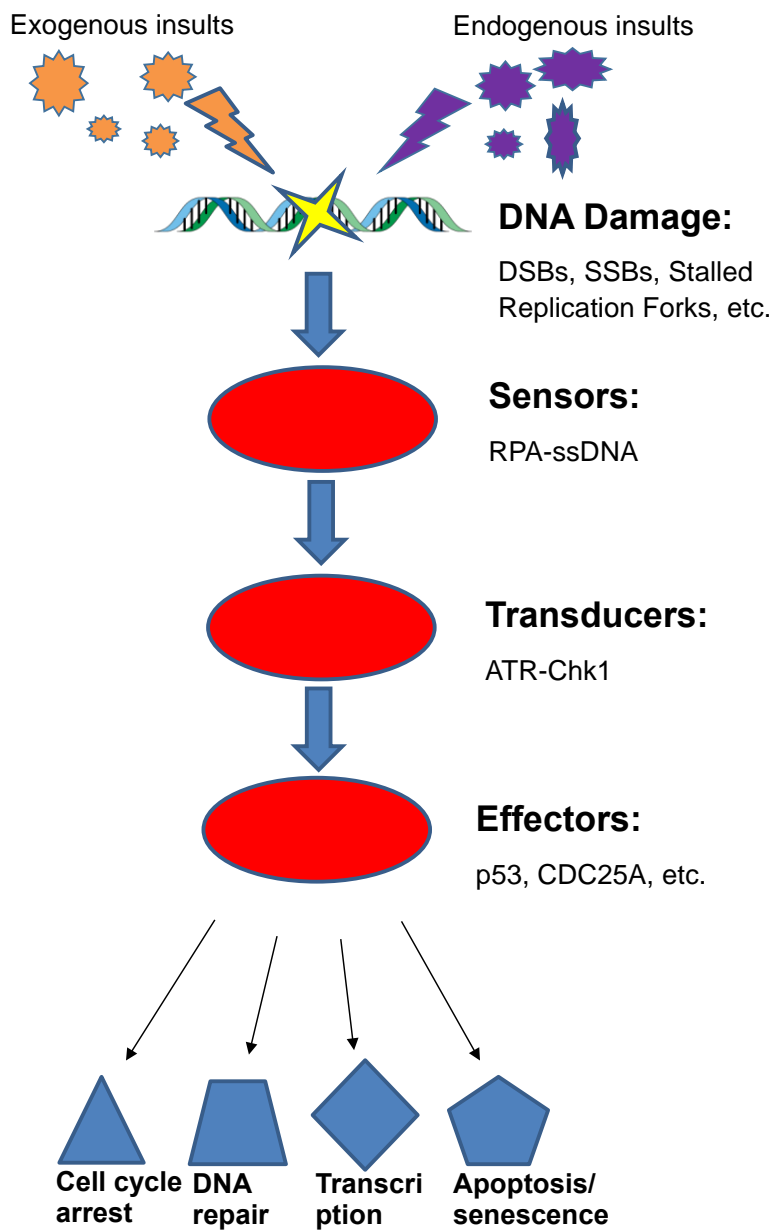 Exogenous insults
Endogenous insults
DNA Damage:
DSBs, SSBs, Stalled
Replication Forks, etc.
Sensors:
RPA-ssDNA
Transducers:
ATR-Chk1
Effectors:
p53, CDC25A, etc.
Cell cycle
arrest
DNA
repair
Transcri
ption
Apoptosis/
senescence